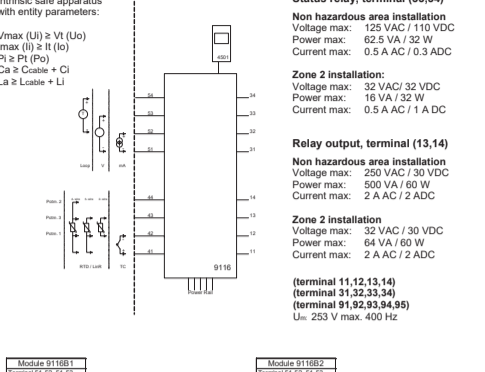 intrinsic safe apparatus
with entity parameters:
Vmax (Ui) ≥ Vt (Uo)
Imax (Ii) ≥ It (Io)
Pi ≥ Pt (Po)
Ca ≥ Ccable + Ci
La ≥ Lcable + Li
4501
54
53
52
51
34
33
32
31
Loop
V
mA
Potm. 2
Potm. 3
Potm. 1
44
43
42
41
14
13
12
11
RTD / LinR
TC
9116
Power Rail
Status relay, terminal (33,34)
Non hazardous area installation
Voltage max: 125 VAC / 110 VDC
Power max: 62.5 VA / 32 W
Current max: 0.5 A AC / 0.3 ADC
Zone 2 installation:
Voltage max: 32 VAC/ 32 VDC
Power max: 16 VA / 32 W
Current max: 0.5 A AC / 1 A DC
Relay output, terminal (13,14)
Non hazardous area installation
Voltage max: 250 VAC / 30 VDC
Power max: 500 VA / 60 W
Current max: 2 A AC / 2 ADC
Zone 2 installation
Voltage max: 32 VAC / 30 VDC
Power max: 64 VA / 60 W
Current max: 2 A AC / 2 ADC
(terminal 11,12,13,14)
(terminal 31,32,33,34)
(terminal 91,92,93,94,95)
Um: 253 V max. 400 Hz
Module 9116B1
Module 9116B2